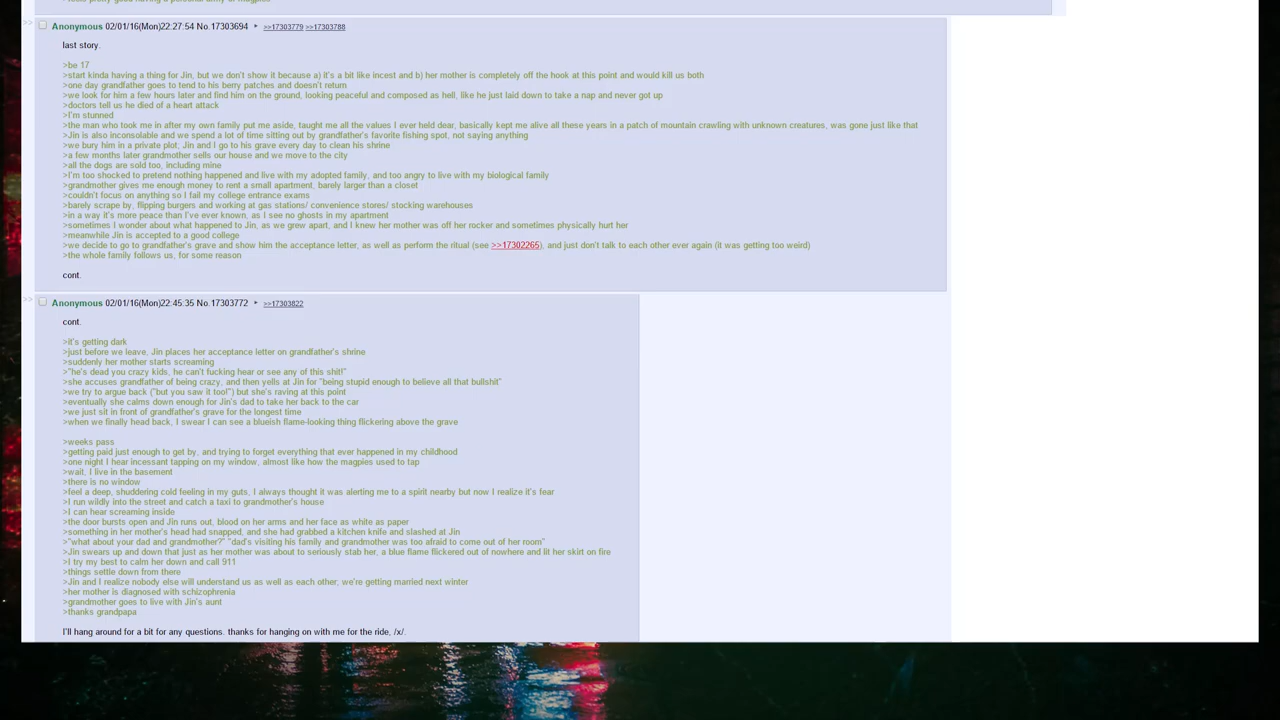 >feels pretty good having a personal army of magpies
>> Anonymous 02/01/16(Mon)22:27:54 No.17303694 ▶ >>17303779 >>17303788
last story.
>be 17
>start kinda having a thing for Jin, but we don't show it because a) it's a bit like incest and b) her mother is completely off the hook at this point and would kill us both
>one day grandfather goes to tend to his berry patches and doesn't return
>we look for him a few hours later and find him on the ground, looking peaceful and composed as hell, like he just laid down to take a nap and never got up
>doctors tell us he died of a heart attack
>I'm stunned
>the man who took me in after my own family put me aside, taught me all the values I ever held dear, basically kept me alive all these years in a patch of mountain crawling with unknown creatures, was gone just like that
>Jin is also inconsolable and we spend a lot of time sitting out by grandfather's favorite fishing spot, not saying anything
>we bury him in a private plot; Jin and I go to his grave every day to clean his shrine
>a few months later grandmother sells our house and we move to the city
>all the dogs are sold too, including mine
>I'm too shocked to pretend nothing happened and live with my adopted family, and too angry to live with my biological family
>grandmother gives me enough money to rent a small apartment, barely larger than a closet
>couldn't focus on anything so I fail my college entrance exams
>barely scrape by, flipping burgers and working at gas stations/ convenience stores/ stocking warehouses
>in a way it's more peace than I've ever known, as I see no ghosts in my apartment
>sometimes I wonder about what happened to Jin, as we grew apart, and I knew her mother was off her rocker and sometimes physically hurt her
>meanwhile Jin is accepted to a good college
>we decide to go to grandfather's grave and show him the acceptance letter, as well as perform the ritual (see >>17302265), and just don't talk to each other ever again (it was getting too weird)
>the whole family follows us, for some reason
cont.
>> Anonymous 02/01/16(Mon)22:45:35 No.17303772 ▶ >>17303822
cont.
>it's getting dark
>just before we leave, Jin places her acceptance letter on grandfather's shrine
>suddenly her mother starts screaming
>"he's dead you crazy kids, he can't fucking hear or see any of this shit!"
>she accuses grandfather of being crazy, and then yells at Jin for "being stupid enough to believe all that bullshit"
>we try to argue back ("but you saw it too!") but she's raving at this point
>eventually she calms down enough for Jin's dad to take her back to the car
>we just sit in front of grandfather's grave for the longest time
>when we finally head back, I swear I can see a blueish flame-looking thing flickering above the grave
>weeks pass
>getting paid just enough to get by, and trying to forget everything that ever happened in my childhood
>one night I hear incessant tapping on my window, almost like how the magpies used to tap
>wait, I live in the basement
>there is no window
>feel a deep, shuddering cold feeling in my guts, I always thought it was alerting me to a spirit nearby but now I realize it's fear
>I run wildly into the street and catch a taxi to grandmother's house
>I can hear screaming inside
>the door bursts open and Jin runs out, blood on her arms and her face as white as paper
>something in her mother's head had snapped, and she had grabbed a kitchen knife and slashed at Jin
>"what about your dad and grandmother?" "dad's visiting his family and grandmother was too afraid to come out of her room"
>Jin swears up and down that just as her mother was about to seriously stab her, a blue flame flickered out of nowhere and lit her skirt on fire
>I try my best to calm her down and call 911
>things settle down from there
>Jin and I realize nobody else will understand us as well as each other; we're getting married next winter
>her mother is diagnosed with schizophrenia
>grandmother goes to live with Jin's aunt
>thanks grandpapa
I'll hang around for a bit for any questions. thanks for hanging on with me for the ride, /x/.